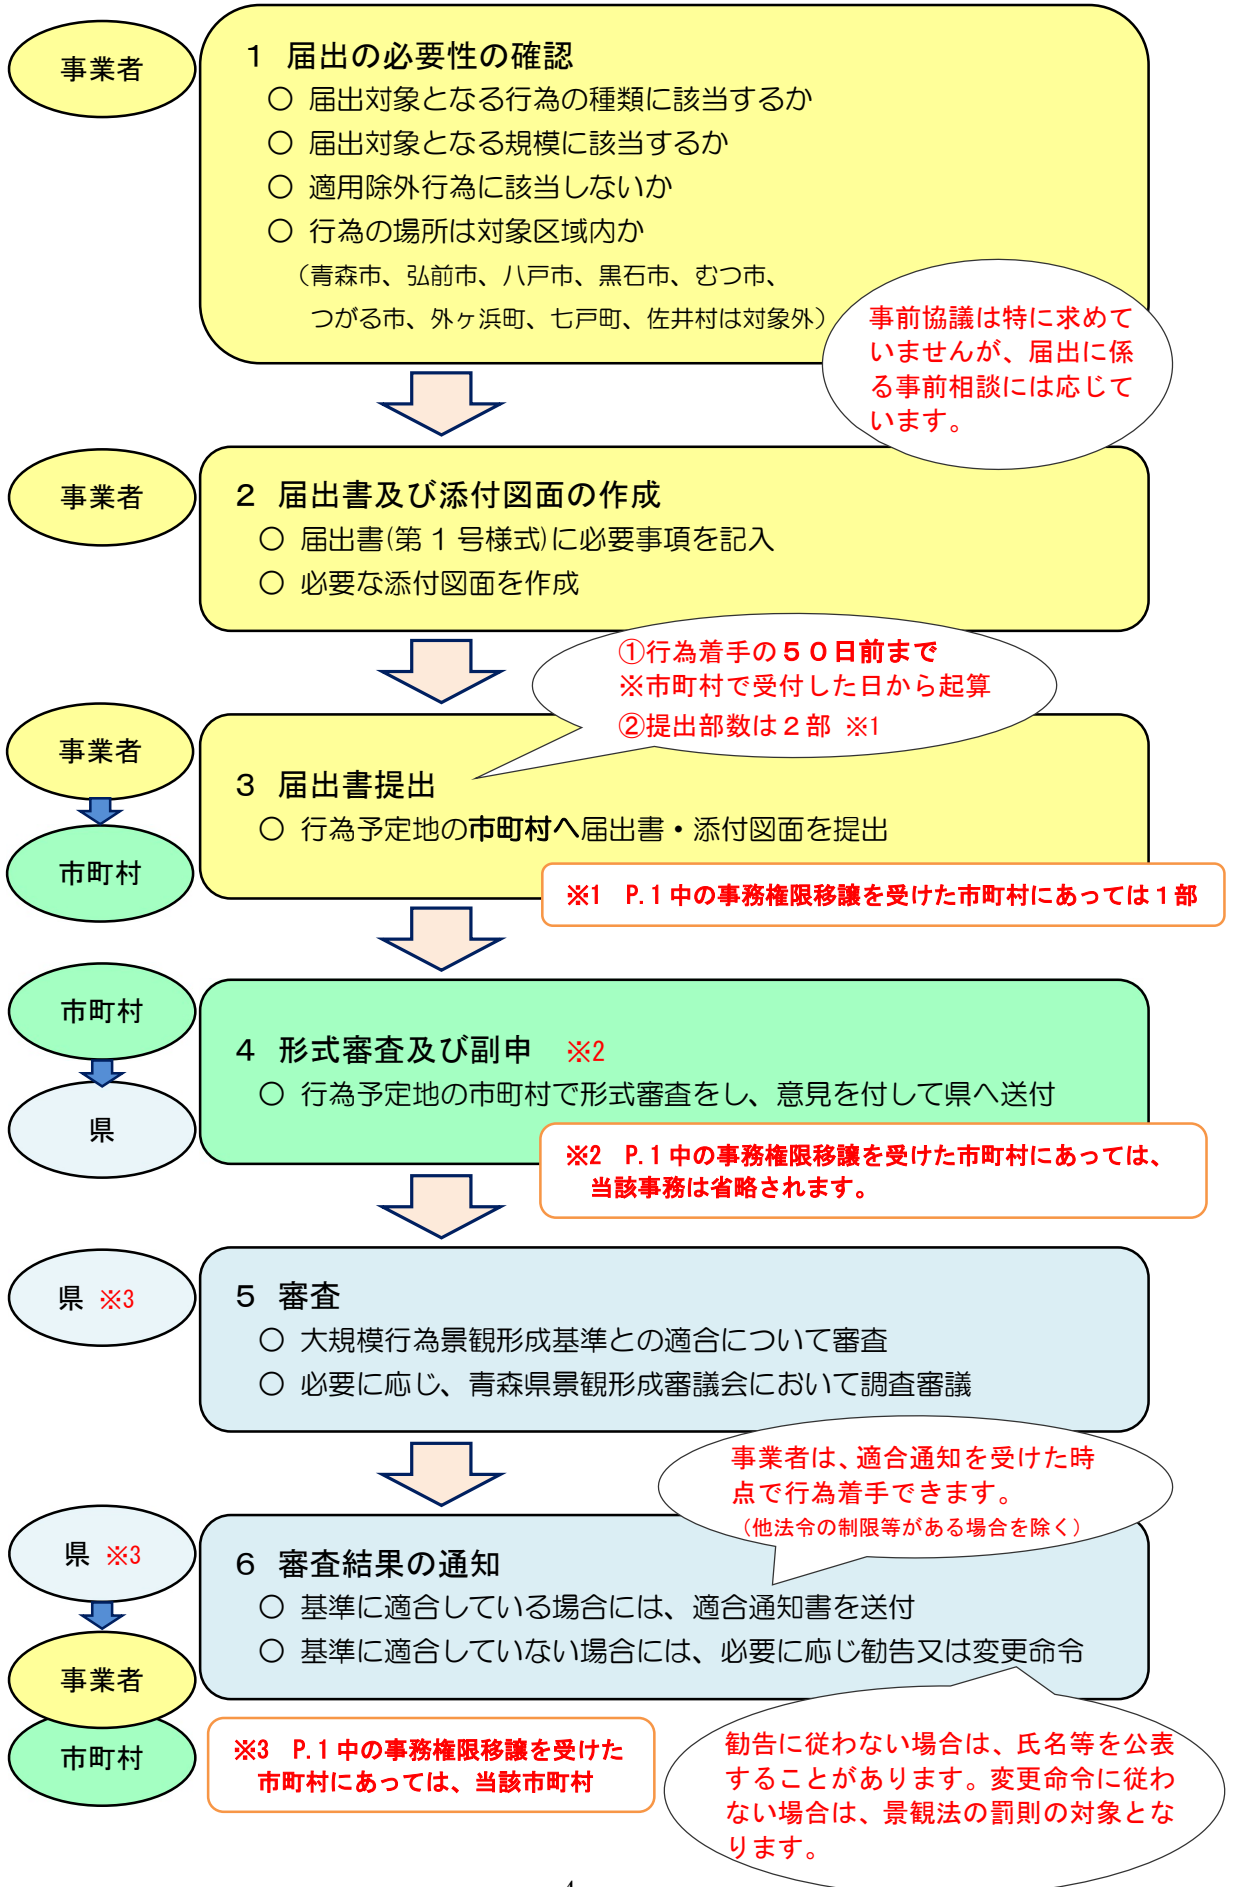 事業者
１ 届出の必要性の確認
○ 届出対象となる行為の種類に該当するか
○ 届出対象となる規模に該当するか
○ 適用除外行為に該当しないか
○ 行為の場所は対象区域内か
（青森市、弘前市、八戸市、黒石市、むつ市、
つがる市、外ヶ浜町、七戸町、佐井村は対象外）
事前協議は特に求めて
いませんが、届出に係
る事前相談には応じて
います。
事業者
２ 届出書及び添付図面の作成
○ 届出書(第１号様式)に必要事項を記入
○ 必要な添付図面を作成
①行為着手の５０日前まで
※市町村で受付した日から起算
②提出部数は２部 ※1
事業者
市町村
３ 届出書提出
○ 行為予定地の市町村へ届出書・添付図面を提出
※1 P.1中の事務権限移譲を受けた市町村にあっては１部
市町村
県
４ 形式審査及び副申 ※2
○ 行為予定地の市町村で形式審査をし、意見を付して県へ送付
※2 P.1中の事務権限移譲を受けた市町村にあっては、
当該事務は省略されます。
県 ※3
５ 審査
○ 大規模行為景観形成基準との適合について審査
○ 必要に応じ、青森県景観形成審議会において調査審議
事業者は、適合通知を受けた時
点で行為着手できます。
（他法令の制限等がある場合を除く）
県 ※3
事業者
市町村
６ 審査結果の通知
○ 基準に適合している場合には、適合通知書を送付
○ 基準に適合していない場合には、必要に応じ勧告又は変更命令
※3 P.1中の事務権限移譲を受けた
市町村にあっては、当該市町村
勧告に従わない場合は、氏名等を公表
することがあります。変更命令に従わ
ない場合は、景観法の罰則の対象とな
ります。